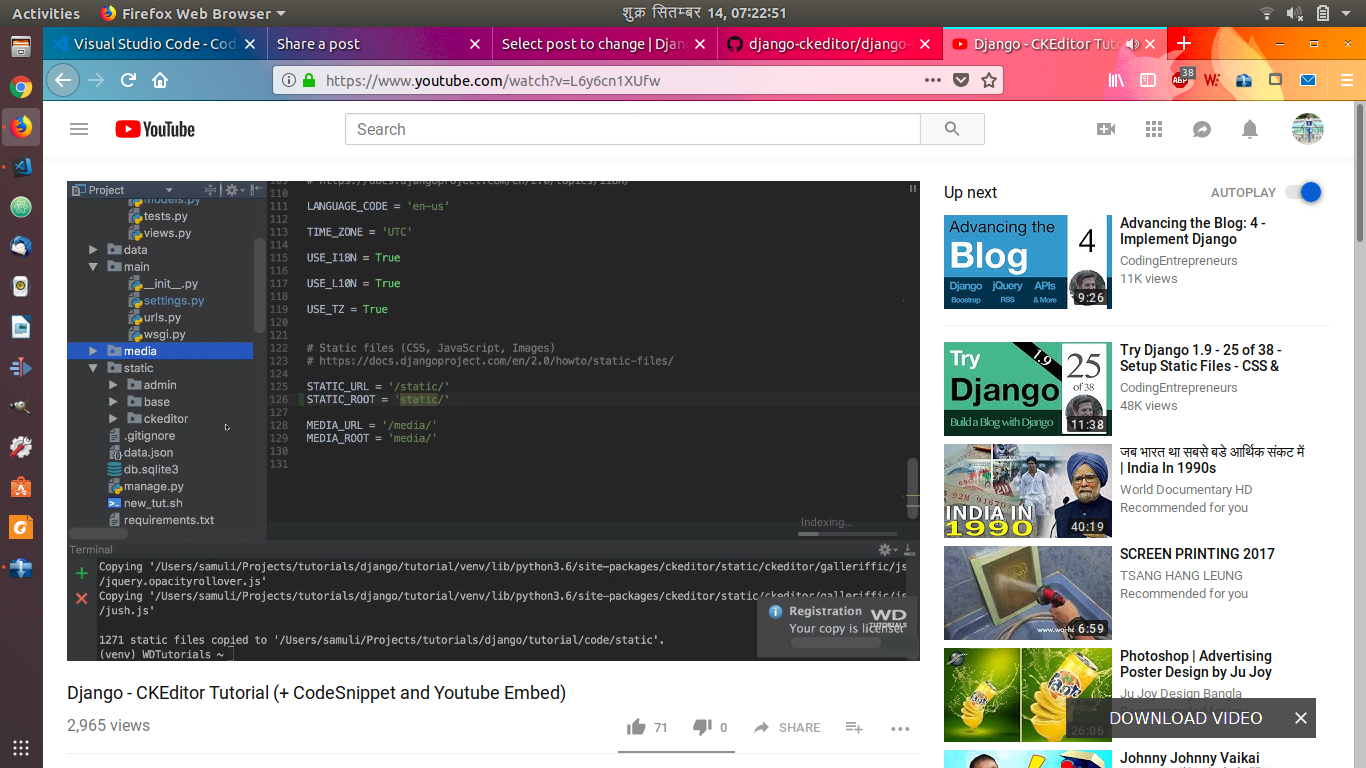 Activities
Firefox Web Browser
शुक्र सितम्बर 14, 07:22:51
Visual Studio Code - Cod
Share a post
Select post to change | Djan
django-ckeditor/django-
Django - CKEditor Tut
https://www.youtube.com/watch?v=L6y6cn1XUfw
ABP
38
W:
YouTube
Search
Project
models.py
tests.py
views.py
data
main
__init__.py
settings.py
urls.py
wsgi.py
media
static
admin
base
ckeditor
.gitignore
data.json
db.sqlite3
manage.py
new_tut.sh
requirements.txt
109 # https://docs.djangoproject.com/en/2.0/topics/i18n/
110
111 LANGUAGE_CODE = 'en-us'
112
113 TIME_ZONE = 'UTC'
114
115 USE_I18N = True
116
117 USE_L10N = True
118
119 USE_TZ = True
120
121
122 # Static files (CSS, JavaScript, Images)
123 # https://docs.djangoproject.com/en/2.0/howto/static-files/
124
125 STATIC_URL = '/static/'
126 STATIC_ROOT = 'static/'
127
128 MEDIA_URL = '/media/'
129 MEDIA_ROOT = 'media/'
130
131
Indexing...
Terminal
Copying '/Users/samuli/Projects/tutorials/django/tutorial/venv/lib/python3.6/site-packages/ckeditor/static/ckeditor/galleriffic/js
/jquery.opacityrollover.js'
Copying '/Users/samuli/Projects/tutorials/django/tutorial/venv/lib/python3.6/site-packages/ckeditor/static/ckeditor/galleriffic/js
/jush.js'
1271 static files copied to '/Users/samuli/Projects/tutorials/django/tutorial/code/static'.
(venv) WDTutorials ~
Registration
Your copy is license
WD
TUTORIALS
Django - CKEditor Tutorial (+ CodeSnippet and Youtube Embed)
2,965 views
71
0
SHARE
Up next
AUTOPLAY
Advancing the
Blog
4
Django
jQuery
APIs
Boostrap
RSS
& More
9:26
Advancing the Blog: 4 -
Implement Django
CodingEntrepreneurs
11K views
Try
1.9
Django
25
of 38
Build a Blog with Django
11:38
Try Django 1.9 - 25 of 38 -
Setup Static Files - CSS &
CodingEntrepreneurs
48K views
INDIA IN
1990
40:19
जब भारत था सबसे बडे आर्थिक संकट में
| India In 1990s
World Documentary HD
Recommended for you
6:59
SCREEN PRINTING 2017
TSANG HANG LEUNG
Recommended for you
26:06
Photoshop | Advertising
Poster Design by Ju Joy
Ju Joy Design Bangla
DOWNLOAD VIDEO
Johnny Johnny Vaikai